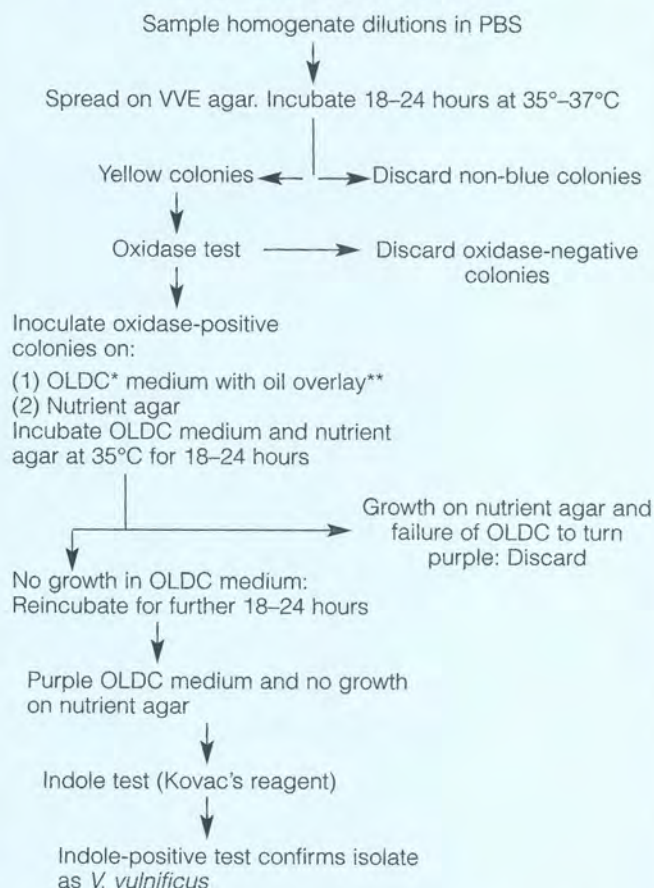 Sample homogenate dilutions in PBS
Spread on VVE agar. Incubate 18–24 hours at 35°–37°C
Yellow colonies
Discard non-blue colonies
Oxidase test
Discard oxidase-negative
colonies
Inoculate oxidase-positive
colonies on:
(1) OLDC* medium with oil overlay**
(2) Nutrient agar
Incubate OLDC medium and nutrient
agar at 35°C for 18–24 hours
Growth on nutrient agar and
failure of OLDC to turn
purple: Discard
No growth in OLDC medium:
Reincubate for further 18–24 hours
Purple OLDC medium and no growth
on nutrient agar
Indole test (Kovac's reagent)
Indole-positive test confirms isolate
as V. vulnificus